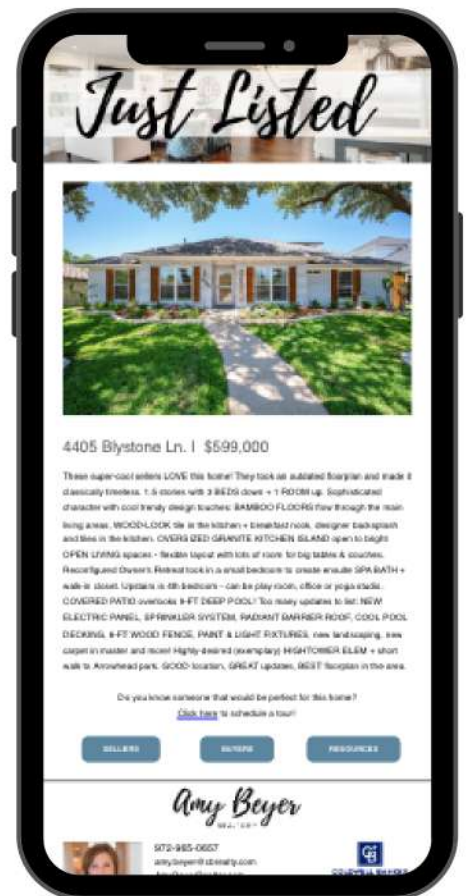 Just Listed
4405 Blystone Ln. I $599,000
These super-cool sellers LOVE this home! They took an outdated floorplan and made it
classically timeless. 1.5 stories with 3 BEDS down + 1 ROOM up. Sophisticated
character with cool trendy design touches: BAMBOO FLOORS flow through the main
living areas, WOOD-LOOK tile in the kitchen + breakfast nook, designer backsplash
and tiles in the kitchen. OVERSIZED GRANITE KITCHEN ISLAND open to bright
OPEN LIVING spaces - flexible layout with lots of room for big tables & couches.
Reconfigured Owner's Retreat took in a small bedroom to create ensuite SPA BATH +
walk-in closet. Upstairs is 4th bedroom - can be play room, office or yoga studio.
COVERED PATIO overlooks 9-FT DEEP POOL! Too many updates to list: NEW
ELECTRIC PANEL, SPRINKLER SYSTEM, RADIANT BARRIER ROOF, COOL POOL
DECKING, 8-FT WOOD FENCE, PAINT & LIGHT FIXTURES, new landscaping, new
carpet in master and more! Highly-desired (exemplary) HIGHTOWER ELEM + short
walk to Arrowhead park. GOOD location, GREAT updates, BEST floorplan in the area.
Do you know someone that would be perfect for this home?
Click here to schedule a tour!
SELLERS BUYERS RESOURCES
Amy Beyer
972-965-0657
amy.beyer@cbrealty.com